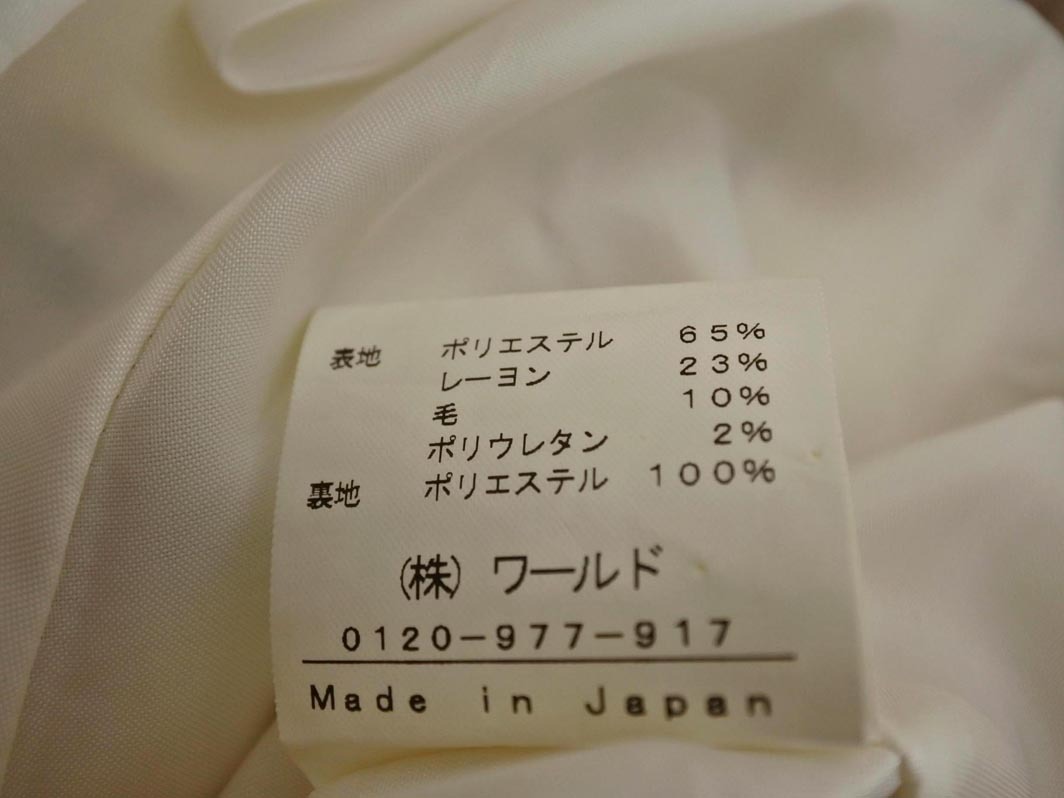 表地 ポリエステル 65%
レーヨン 23%
毛 10%
ポリウレタン 2%
裏地 ポリエステル 100%
(株) ワールド
0120-977-917
Made in Japan